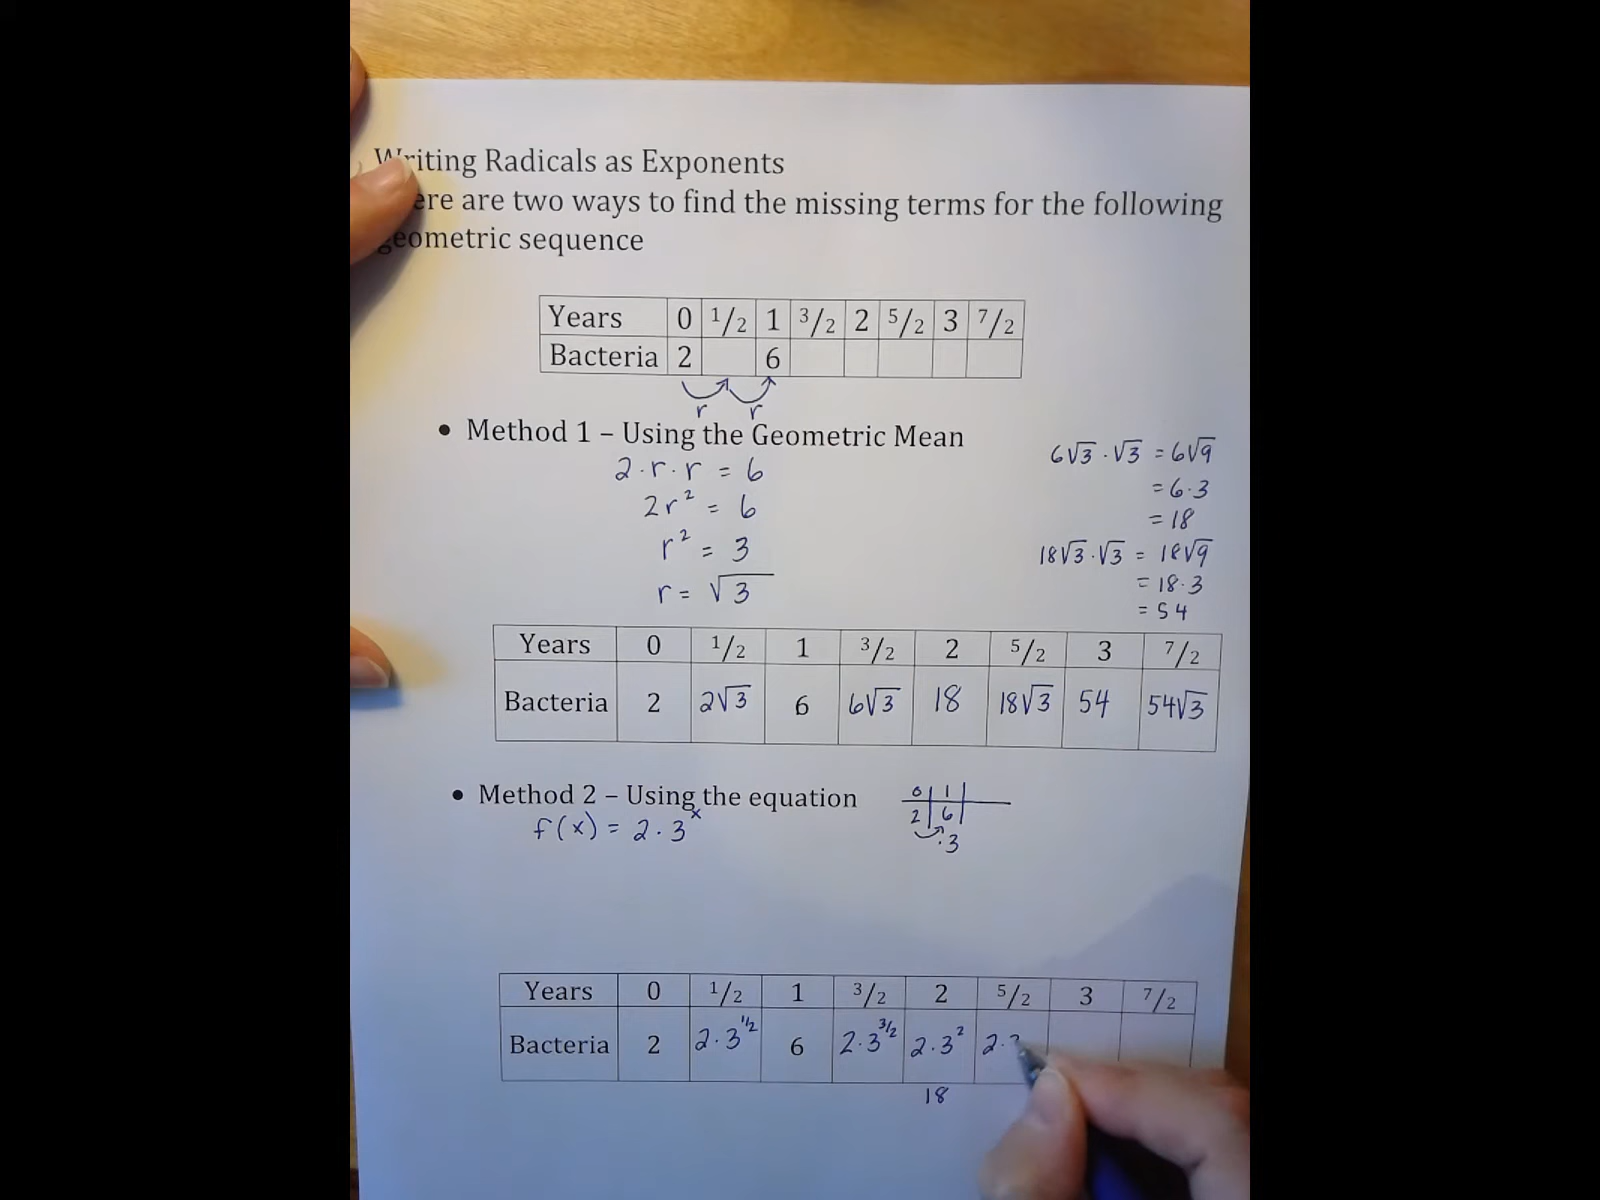 Writing Radicals as Exponents
ere are two ways to find the missing terms for the following
geometric sequence
Years 0 1/2 1 3/2 2 5/2 3 7/2
Bacteria 2 6
r r
• Method 1 – Using the Geometric Mean
2·r·r = 6
2r² = 6
r² = 3
r = √3
6√3·√3 = 6√9
= 6·3
= 18
18√3·√3 = 18√9
= 18·3
= 54
Years 0 1/2 1 3/2 2 5/2 3 7/2
Bacteria 2 2√3 6 6√3 18 18√3 54 54√3
• Method 2 – Using the equation
f(x) = 2·3^x
0 1
2 6
·3
Years 0 1/2 1 3/2 2 5/2 3 7/2
Bacteria 2 2·3^1/2 6 2·3^3/2 2·3² 2·
18